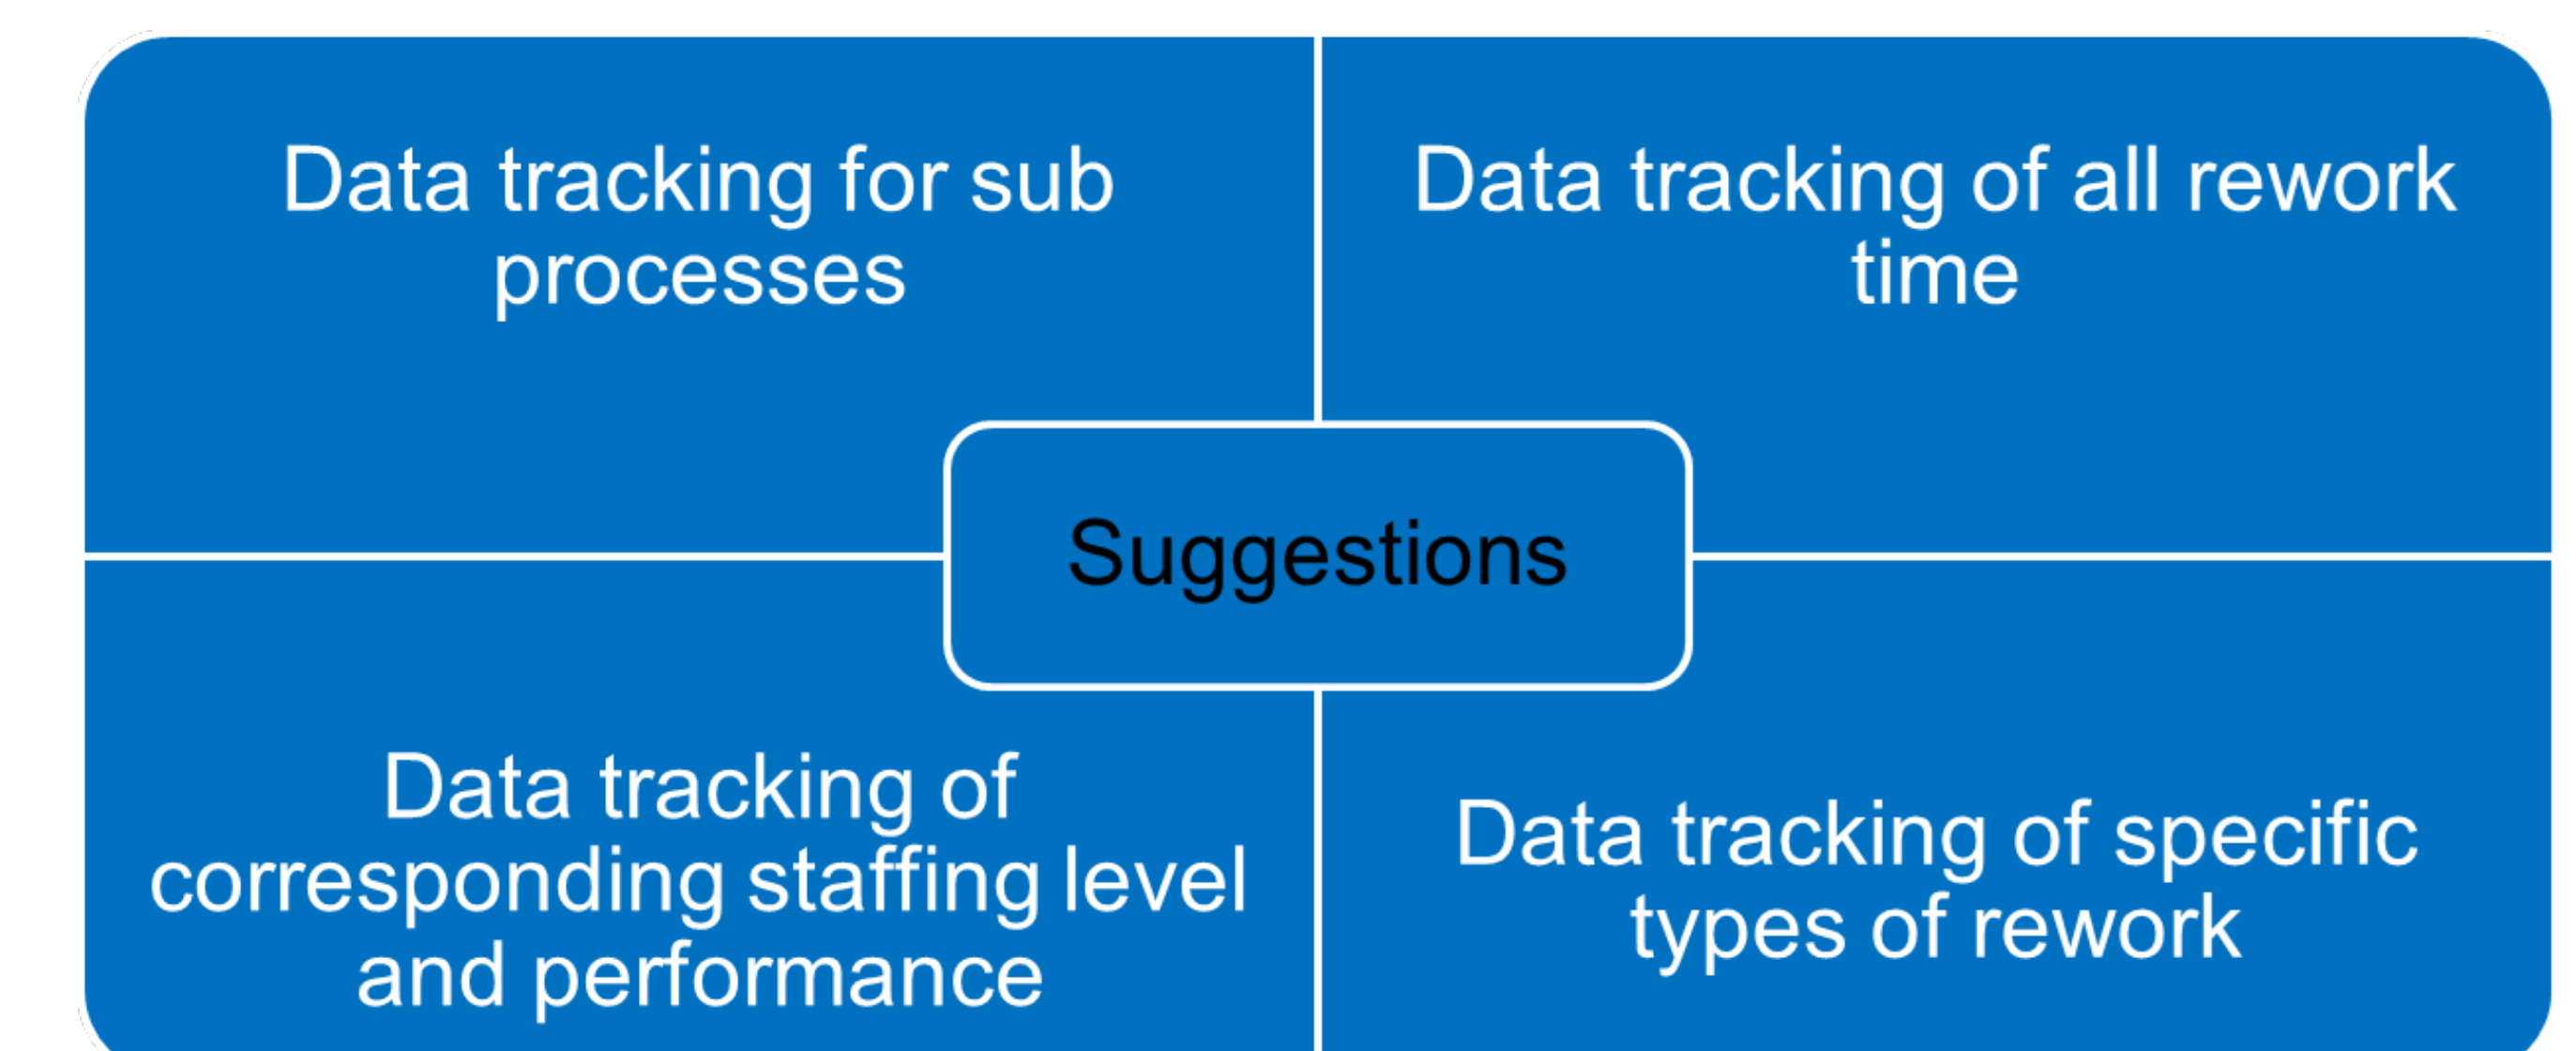 Data tracking for sub
processes
Data tracking of all rework
time
Suggestions
Data tracking of
corresponding staffing level
and performance
Data tracking of specific
types of rework